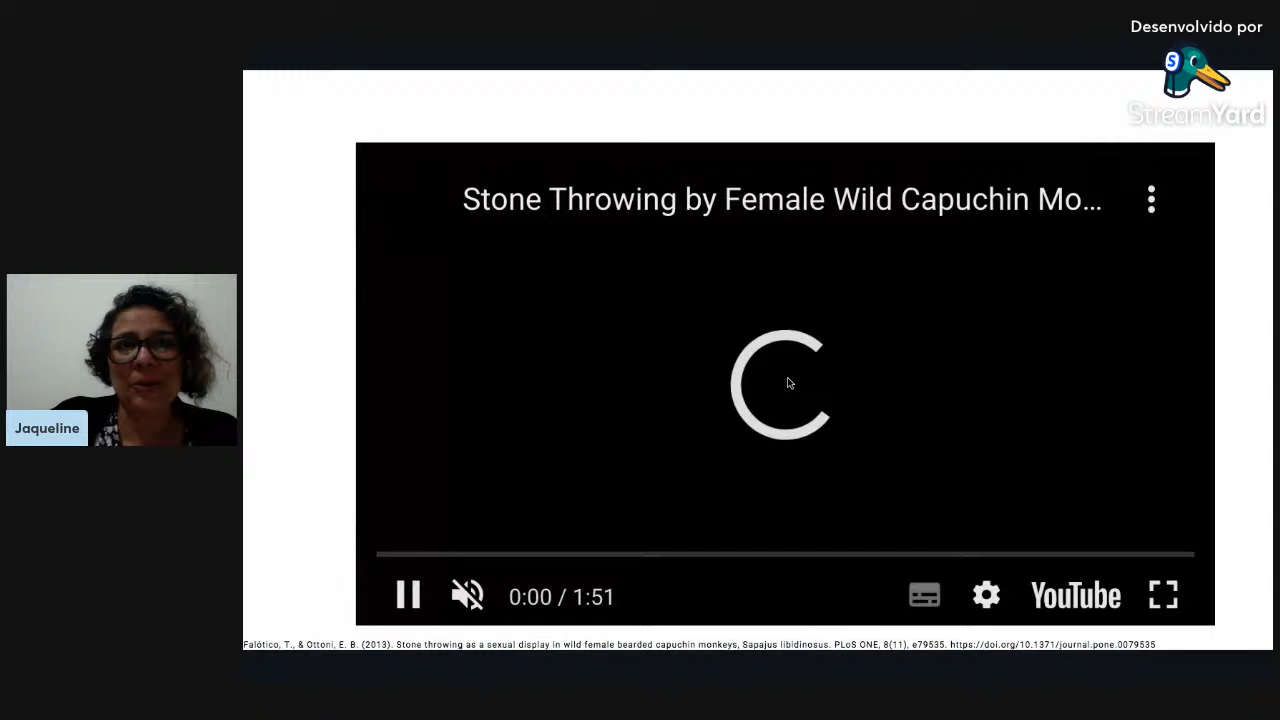 Desenvolvido por
S
StreamYard
Stone Throwing by Female Wild Capuchin Mo...
Jaqueline
0:00 / 1:51
YouTube
Falótico, T., & Ottoni, E. B. (2013). Stone throwing as a sexual display in wild female bearded capuchin monkeys, Sapajus libidinosus. PLoS ONE, 8(11), e79535. https://doi.org/10.1371/journal.pone.0079535